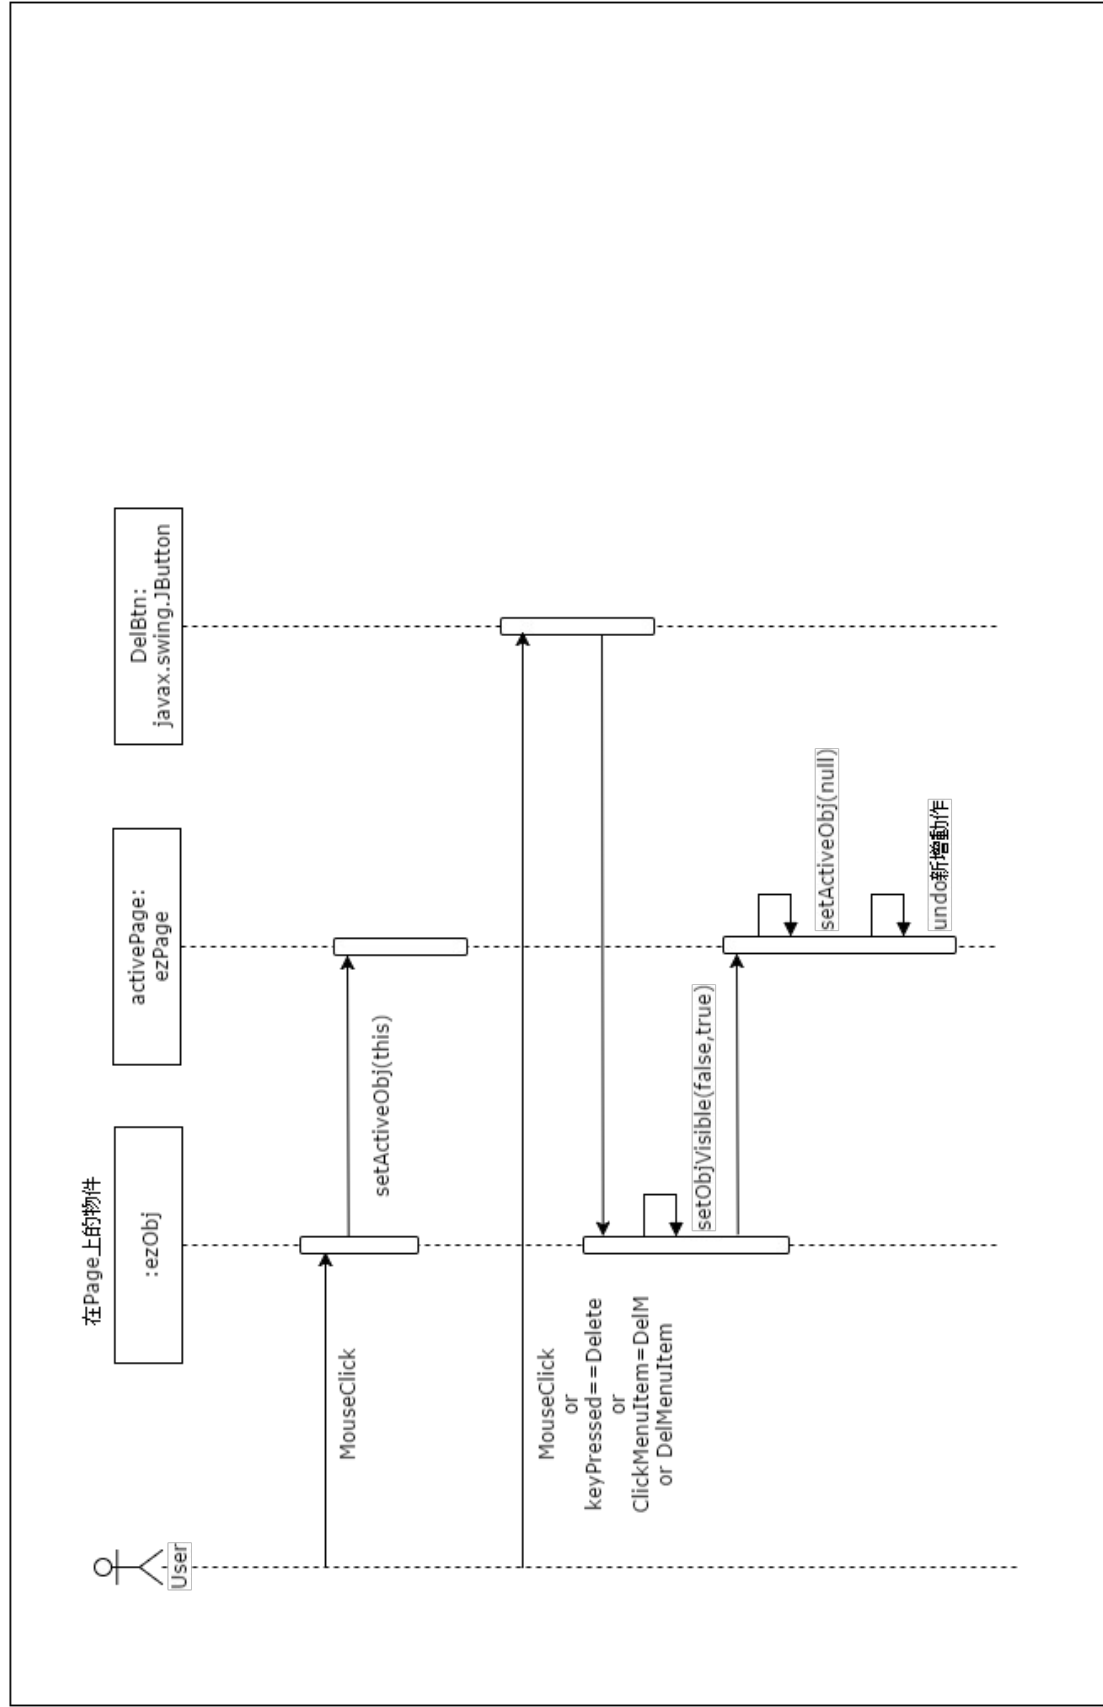 User
在Page上的物件
:ezObj
activePage:
ezPage
DelBtn:
javax.swing.JButton
MouseClick
setActiveObj(this)
MouseClick
or
keyPressed==Delete
or
ClickMenuItem=DelM
or DelMenuItem
setObjVisible(false,true)
setActiveObj(null)
undo新增動作